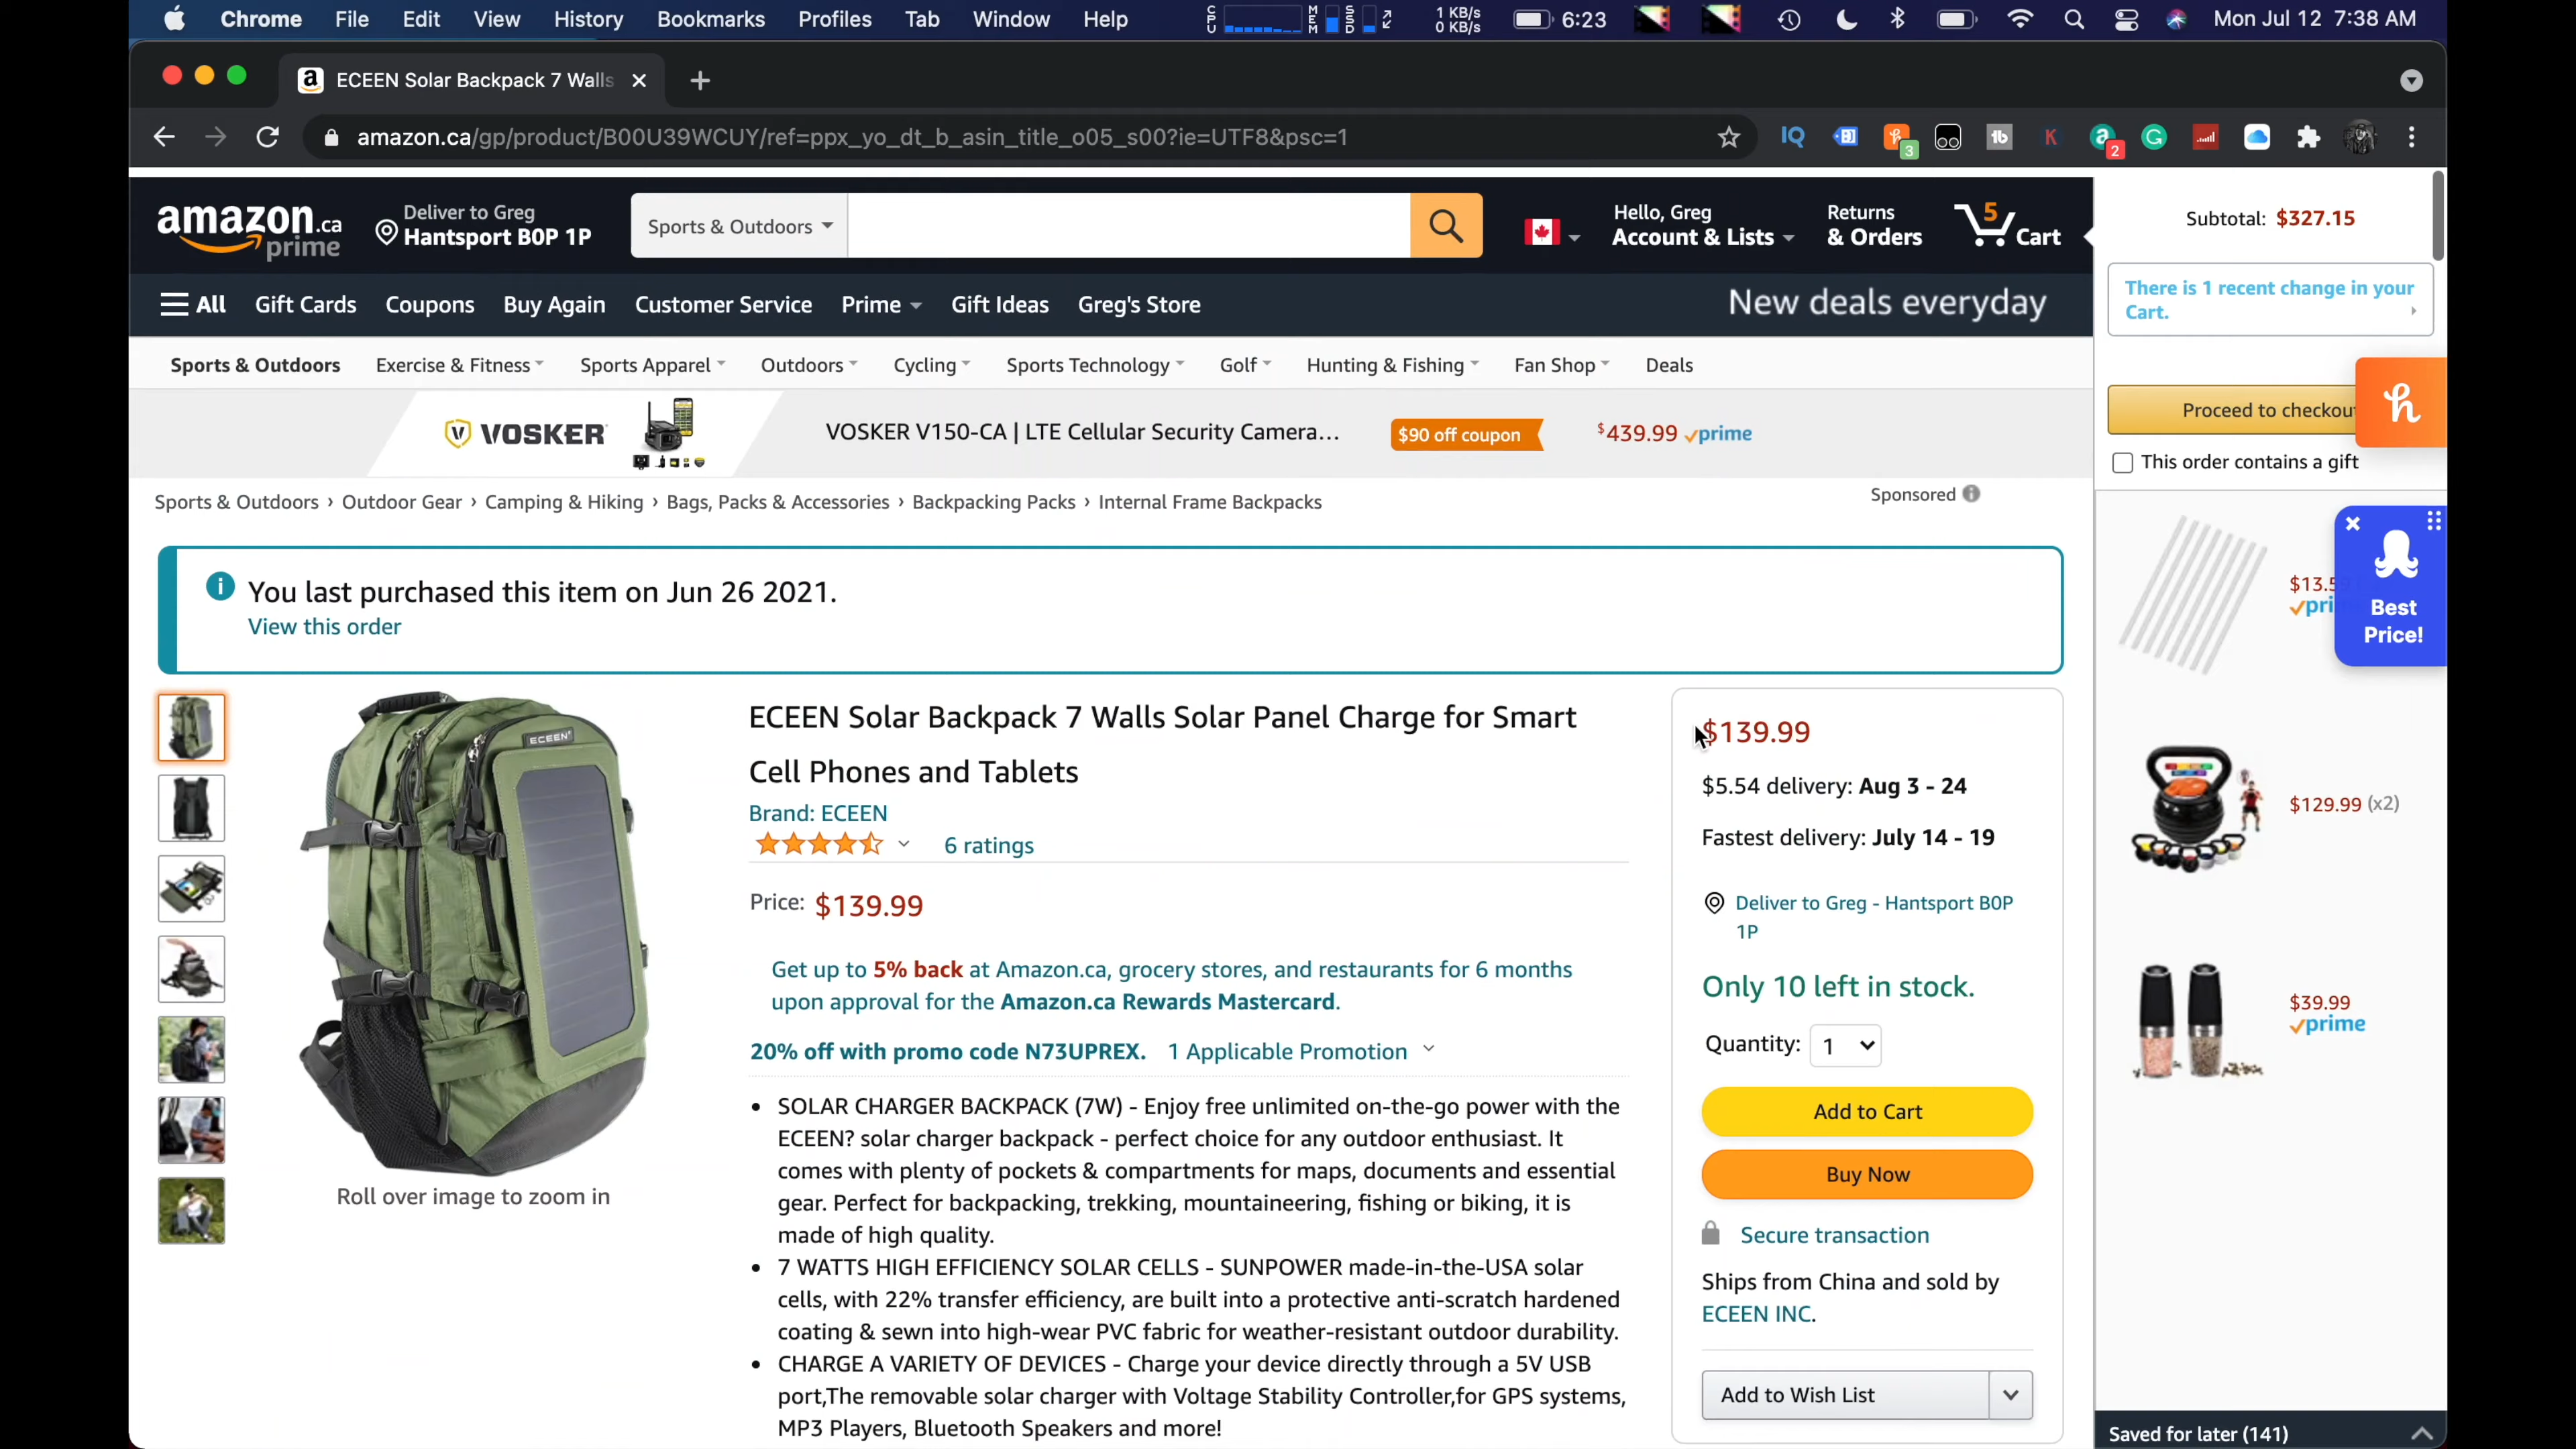 Chrome File Edit View History Bookmarks Profiles Tab Window Help CPU MEM SSD 1 KB/s 0 KB/s 6:23 Mon Jul 12 7:38 AM
ECEEN Solar Backpack 7 Walls
amazon.ca/gp/product/B00U39WCUY/ref=ppx_yo_dt_b_asin_title_o05_s00?ie=UTF8&psc=1 IQ 3 tb K a 2 G
amazon.ca prime
Deliver to Greg
Hantsport B0P 1P
Sports & Outdoors
Hello, Greg
Account & Lists
Returns
& Orders
5 Cart
Subtotal: $327.15
There is 1 recent change in your
Cart.
All Gift Cards Coupons Buy Again Customer Service Prime Gift Ideas Greg's Store New deals everyday
Sports & Outdoors Exercise & Fitness Sports Apparel Outdoors Cycling Sports Technology Golf Hunting & Fishing Fan Shop Deals
Proceed to checkou
h
This order contains a gift
V VOSKER VOSKER V150-CA | LTE Cellular Security Camera... $90 off coupon $439.99 prime
Sponsored
Sports & Outdoors › Outdoor Gear › Camping & Hiking › Bags, Packs & Accessories › Backpacking Packs › Internal Frame Backpacks
You last purchased this item on Jun 26 2021.
View this order
$13.5
pri
Best
Price!
ECEEN
ECEEN Solar Backpack 7 Walls Solar Panel Charge for Smart
Cell Phones and Tablets
Brand: ECEEN
6 ratings
Price: $139.99
Get up to 5% back at Amazon.ca, grocery stores, and restaurants for 6 months
upon approval for the Amazon.ca Rewards Mastercard.
20% off with promo code N73UPREX. 1 Applicable Promotion
• SOLAR CHARGER BACKPACK (7W) - Enjoy free unlimited on-the-go power with the
ECEEN? solar charger backpack - perfect choice for any outdoor enthusiast. It
comes with plenty of pockets & compartments for maps, documents and essential
gear. Perfect for backpacking, trekking, mountaineering, fishing or biking, it is
made of high quality.
• 7 WATTS HIGH EFFICIENCY SOLAR CELLS - SUNPOWER made-in-the-USA solar
cells, with 22% transfer efficiency, are built into a protective anti-scratch hardened
coating & sewn into high-wear PVC fabric for weather-resistant outdoor durability.
• CHARGE A VARIETY OF DEVICES - Charge your device directly through a 5V USB
port,The removable solar charger with Voltage Stability Controller,for GPS systems,
MP3 Players, Bluetooth Speakers and more!
Roll over image to zoom in
$139.99
$5.54 delivery: Aug 3 - 24
Fastest delivery: July 14 - 19
Deliver to Greg - Hantsport B0P
1P
Only 10 left in stock.
Quantity: 1
Add to Cart
Buy Now
Secure transaction
Ships from China and sold by
ECEEN INC.
Add to Wish List
$129.99 (x2)
$39.99
prime
Saved for later (141)